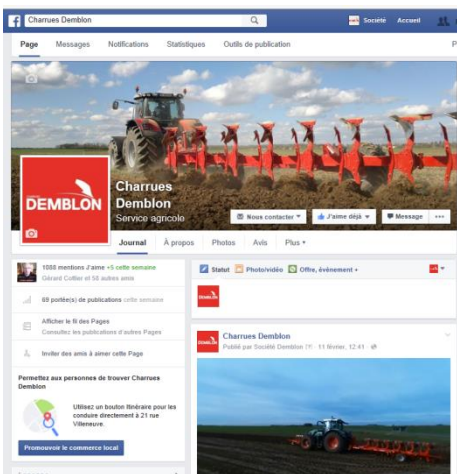 Charrues Demblon
Société Accueil
Page Messages Notifications Statistiques Outils de publication P
DEMBLON
Charrues
Demblon
Service agricole
Nous contacter J'aime déjà Message
Journal À propos Photos Avis Plus
1088 mentions J'aime +5 cette semaine
Gérard Cottier et 58 autres amis
69 portée(s) de publications cette semaine
Afficher le fil des Pages
Consultez les publications d'autres Pages
Inviter des amis à aimer cette Page
Permettez aux personnes de trouver Charrues
Demblon
Utilisez un bouton Itinéraire pour les
conduire directement à 21 rue
Villeneuve.
Promouvoir le commerce local
Statut Photo/vidéo Offre, évènement +
DEMBLON
Charrues Demblon
Publié par Société Demblon [?] · 11 février, 12:41 ·